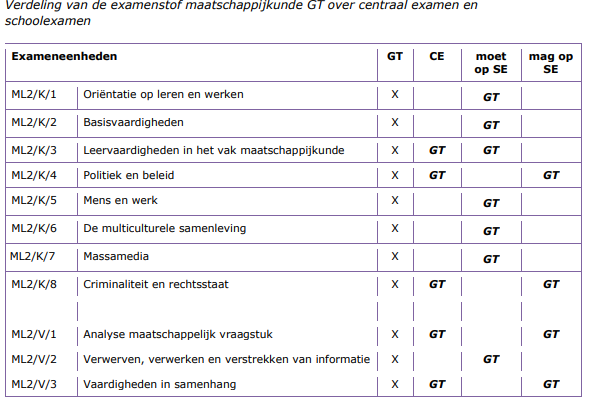 Verdeling van de examenstof maatschappijkunde GT over centraal examen en
schoolexamen
Exameneenheden GT CE moet op SE mag op SE
ML2/K/1 Oriëntatie op leren en werken X GT
ML2/K/2 Basisvaardigheden X GT
ML2/K/3 Leervaardigheden in het vak maatschappijkunde X GT GT
ML2/K/4 Politiek en beleid X GT GT
ML2/K/5 Mens en werk X GT
ML2/K/6 De multiculturele samenleving X GT
ML2/K/7 Massamedia X GT
ML2/K/8 Criminaliteit en rechtsstaat X GT GT
ML2/V/1 Analyse maatschappelijk vraagstuk X GT GT
ML2/V/2 Verwerven, verwerken en verstrekken van informatie X GT
ML2/V/3 Vaardigheden in samenhang X GT GT